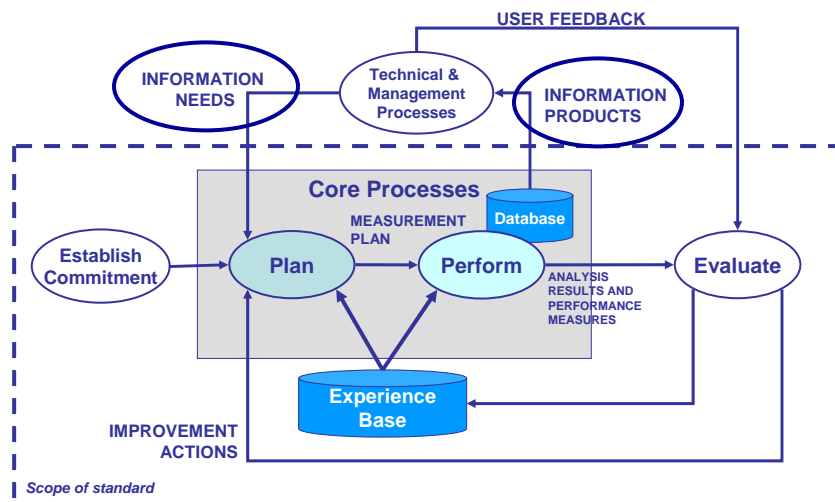 USER FEEDBACK
INFORMATION
NEEDS
Technical &
Management
Processes
INFORMATION
PRODUCTS
Core Processes
Database
MEASUREMENT
PLAN
Establish
Commitment
Plan
Perform
Evaluate
ANALYSIS
RESULTS AND
PERFORMANCE
MEASURES
Experience
Base
IMPROVEMENT
ACTIONS
Scope of standard